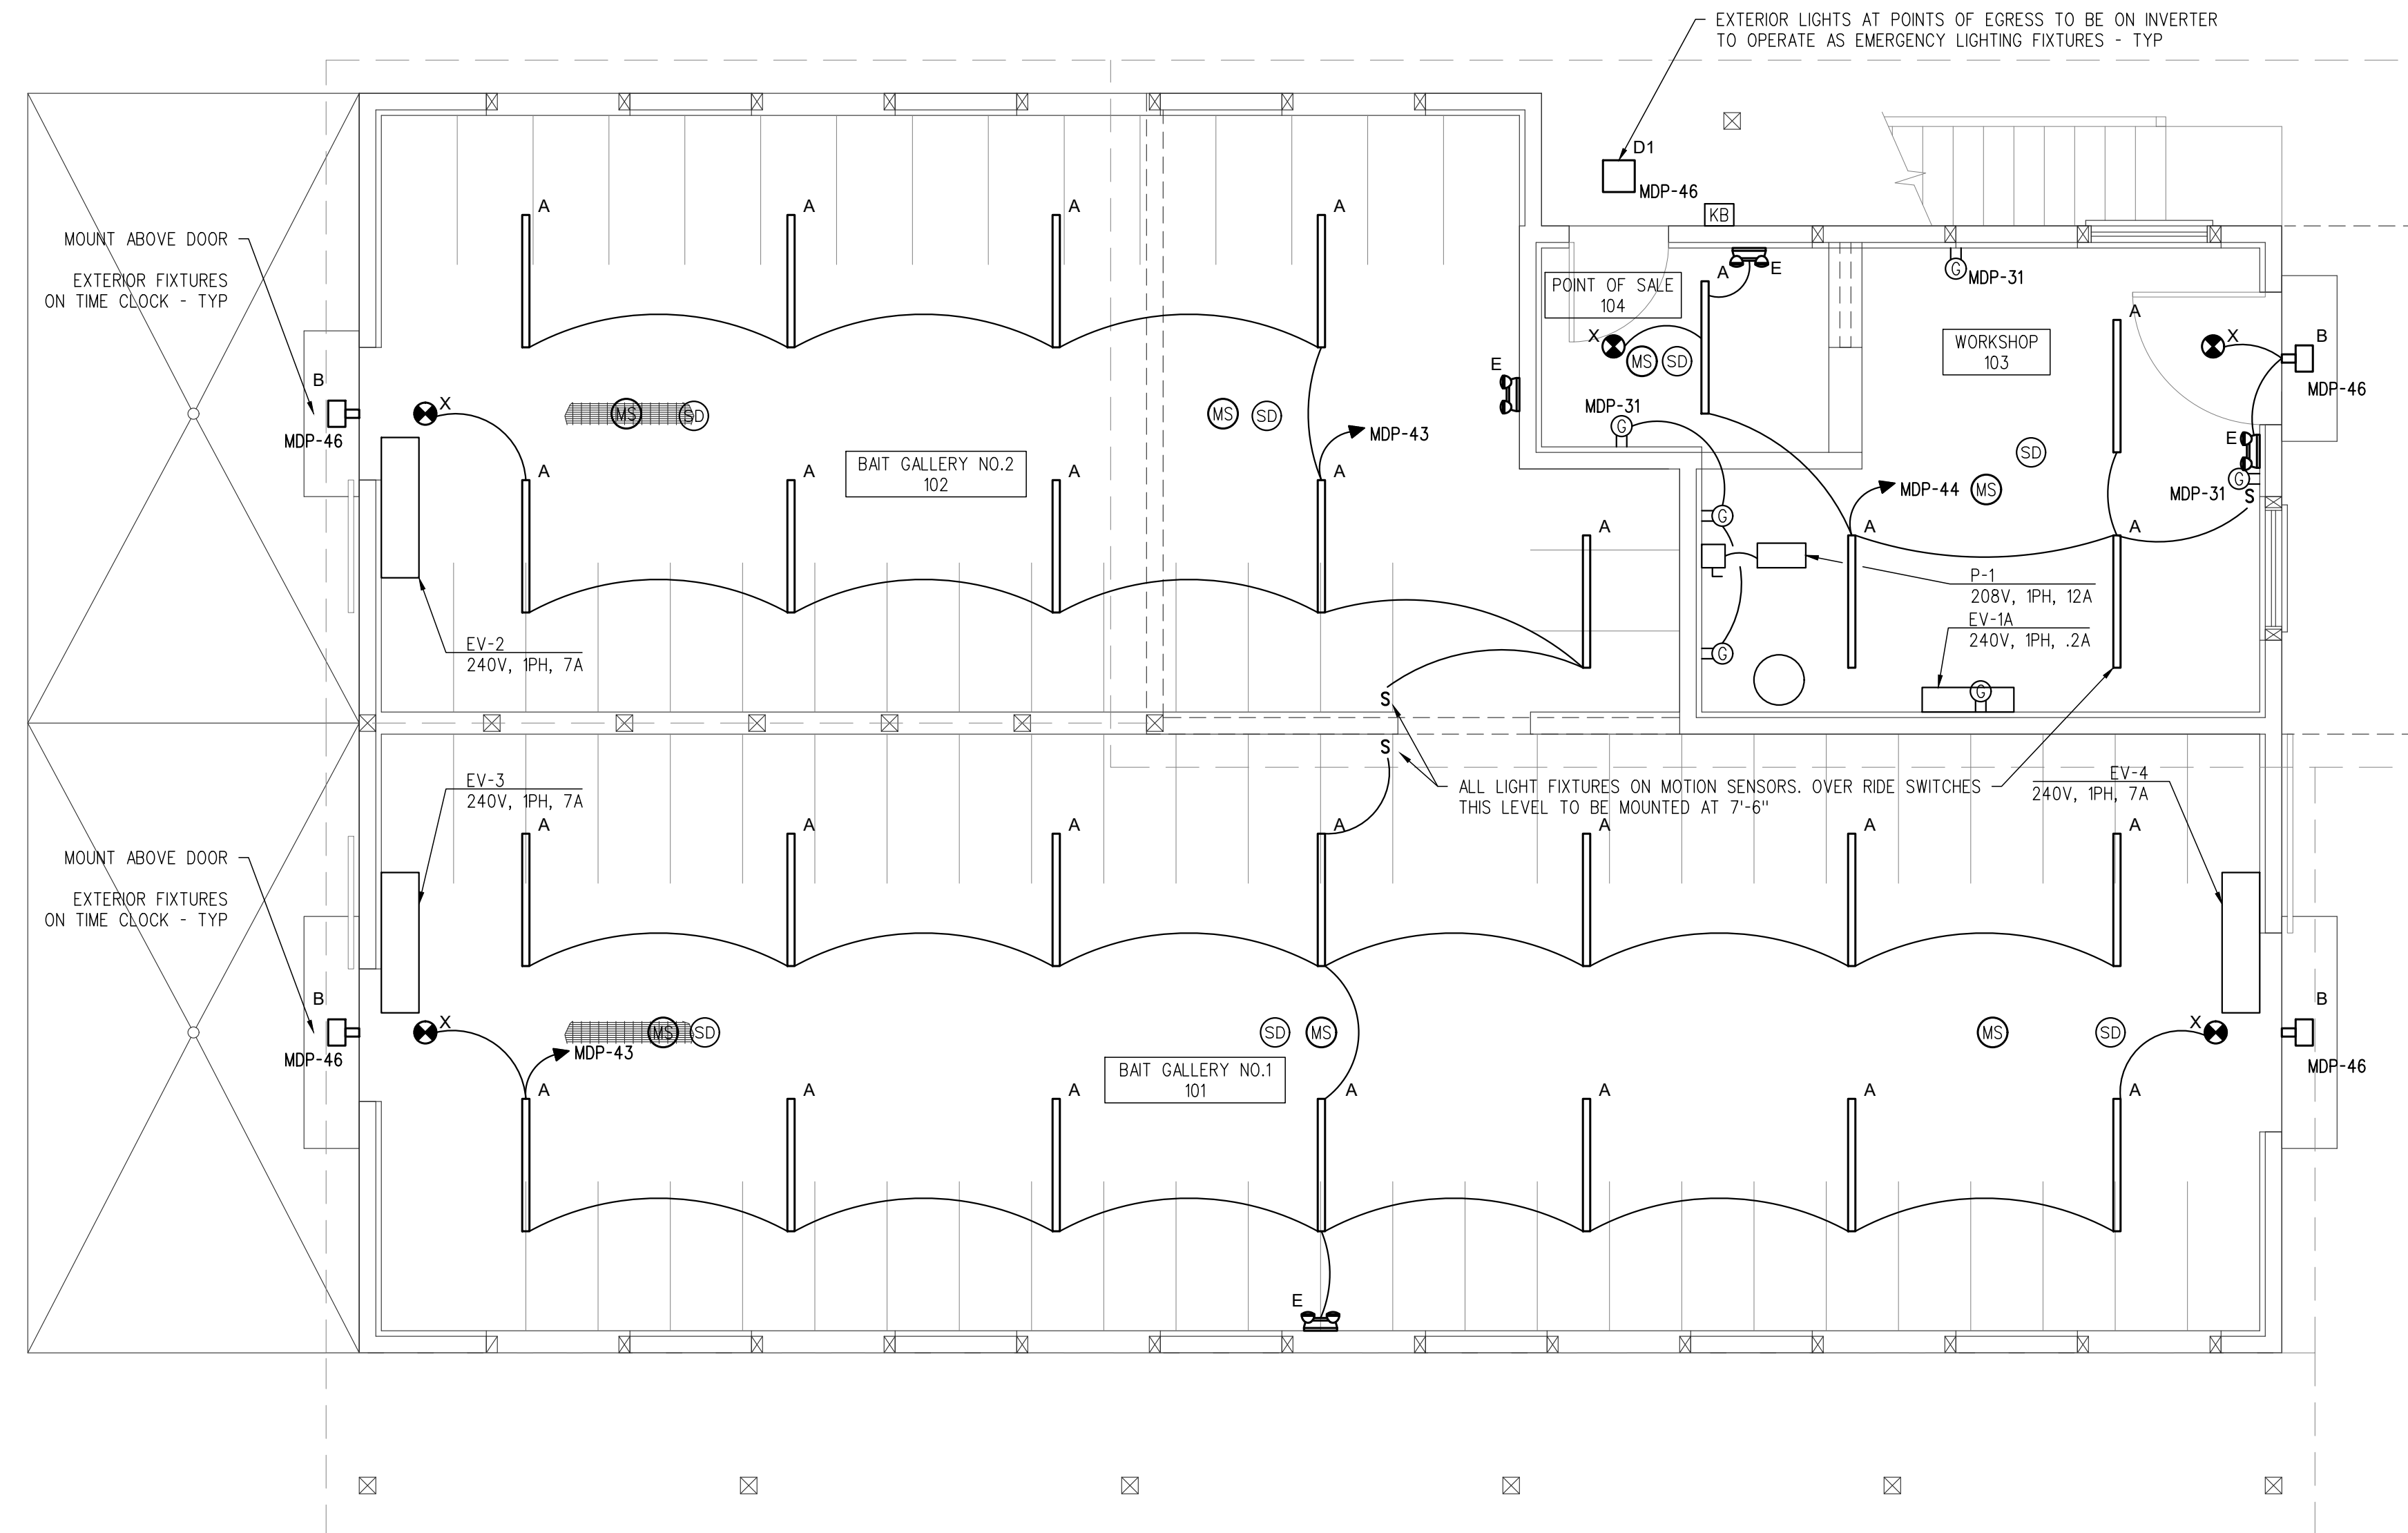 EXTERIOR LIGHTS AT POINTS OF EGRESS TO BE ON INVERTER
TO OPERATE AS EMERGENCY LIGHTING FIXTURES - TYP
D1
MDP-46
KB
A
A
A
A
MOUNT ABOVE DOOR
EXTERIOR FIXTURES
ON TIME CLOCK - TYP
B
MDP-46
X
MS
SD
MS
SD
E
MDP-43
BAIT GALLERY NO.2
102
A
A
A
A
A
EV-2
240V, 1PH, 7A
S
POINT OF SALE
104
A
E
X
MS
SD
MDP-31
G
G
MDP-31
WORKSHOP
103
A
X
B
MDP-46
SD
E
MDP-44
MS
MDP-31
G
S
G
A
A
L
P-1
208V, 1PH, 12A
EV-1A
240V, 1PH, .2A
G
G
S
EV-3
240V, 1PH, 7A
ALL LIGHT FIXTURES ON MOTION SENSORS. OVER RIDE SWITCHES
THIS LEVEL TO BE MOUNTED AT 7'-6"
EV-4
240V, 1PH, 7A
A
A
A
A
A
A
A
MOUNT ABOVE DOOR
EXTERIOR FIXTURES
ON TIME CLOCK - TYP
B
MDP-46
X
MS
SD
MDP-43
SD
MS
MS
SD
X
B
MDP-46
BAIT GALLERY NO.1
101
A
A
A
A
A
A
A
E